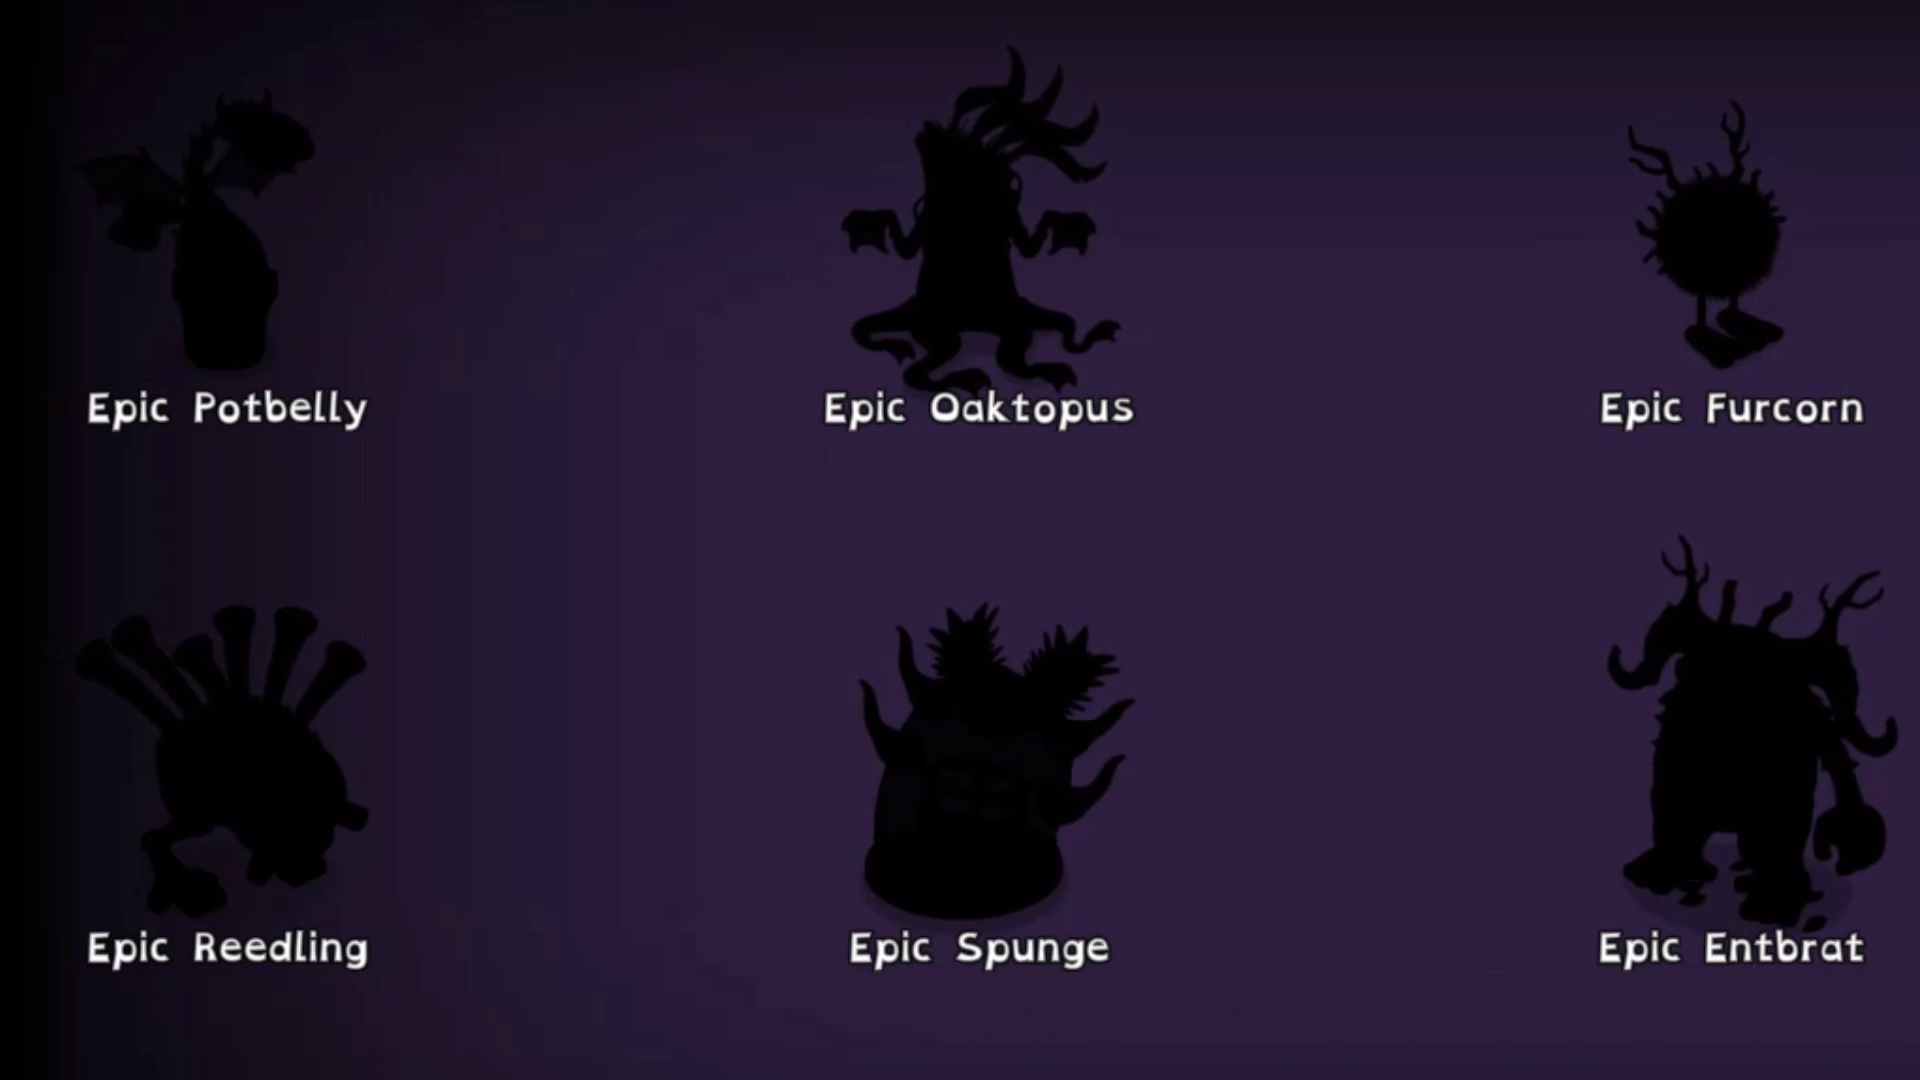 Epic Potbelly
Epic Oaktopus
Epic Furcorn
Epic Reedling
Epic Spunge
Epic Entbrat